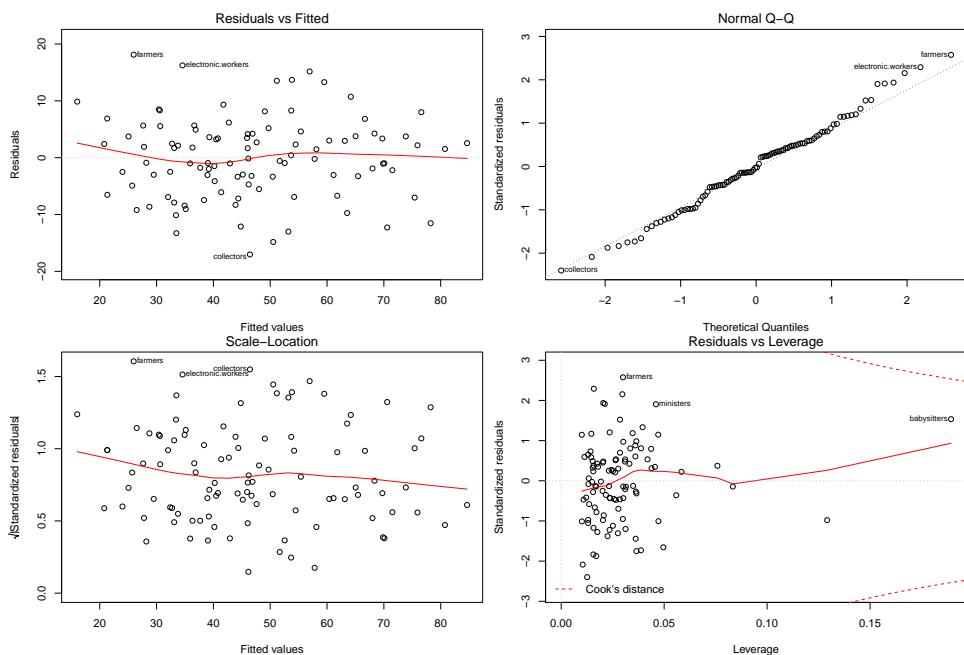 Residuals vs Fitted
Residuals
20
10
0
−10
−20
farmers
electronic.workers
collectors
20
30
40
50
60
70
80
Fitted values
Normal Q−Q
Standardized residuals
3
2
1
0
−1
−2
farmers
electronic.workers
collectors
−2
−1
0
1
2
Theoretical Quantiles
Scale−Location
√|Standardized residuals|
1.5
1.0
0.5
0.0
farmers
collectors
electronic.workers
20
30
40
50
60
70
80
Fitted values
Residuals vs Leverage
Standardized residuals
3
2
1
0
−1
−2
−3
farmers
ministers
babysitters
Cook's distance
0.00
0.05
0.10
0.15
Leverage